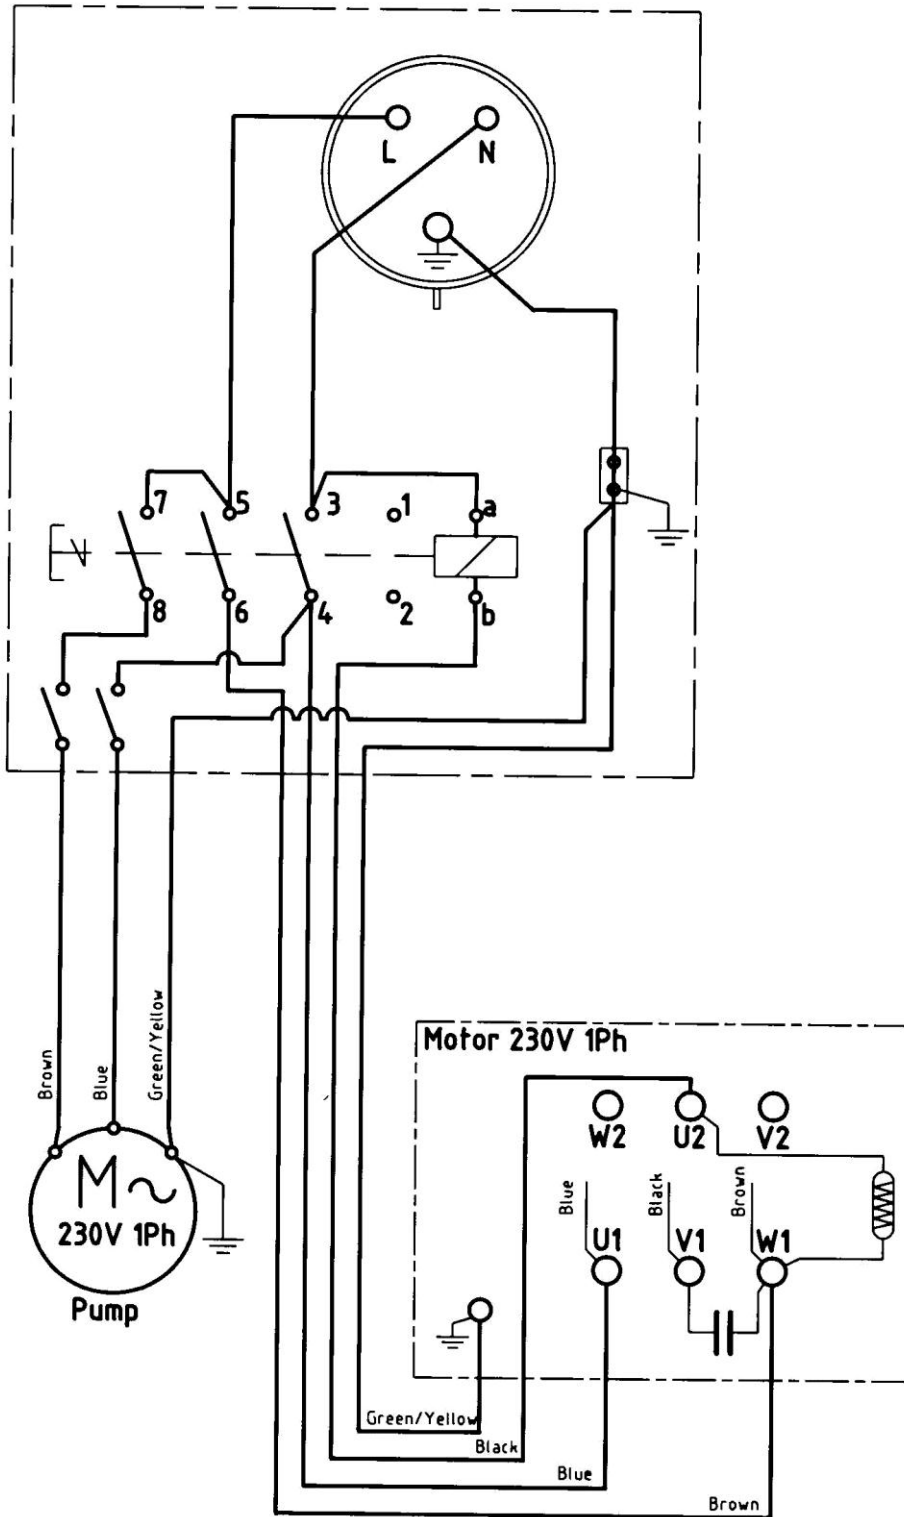 L N
7 5 3 1 a
8 6 4 2 b
Brown
Blue
Green/Yellow
M
230V 1Ph
Pump
Motor 230V 1Ph
W2 U2 V2
Blue
Black
Brown
U1 V1 W1
Green/Yellow
Black
Blue
Brown